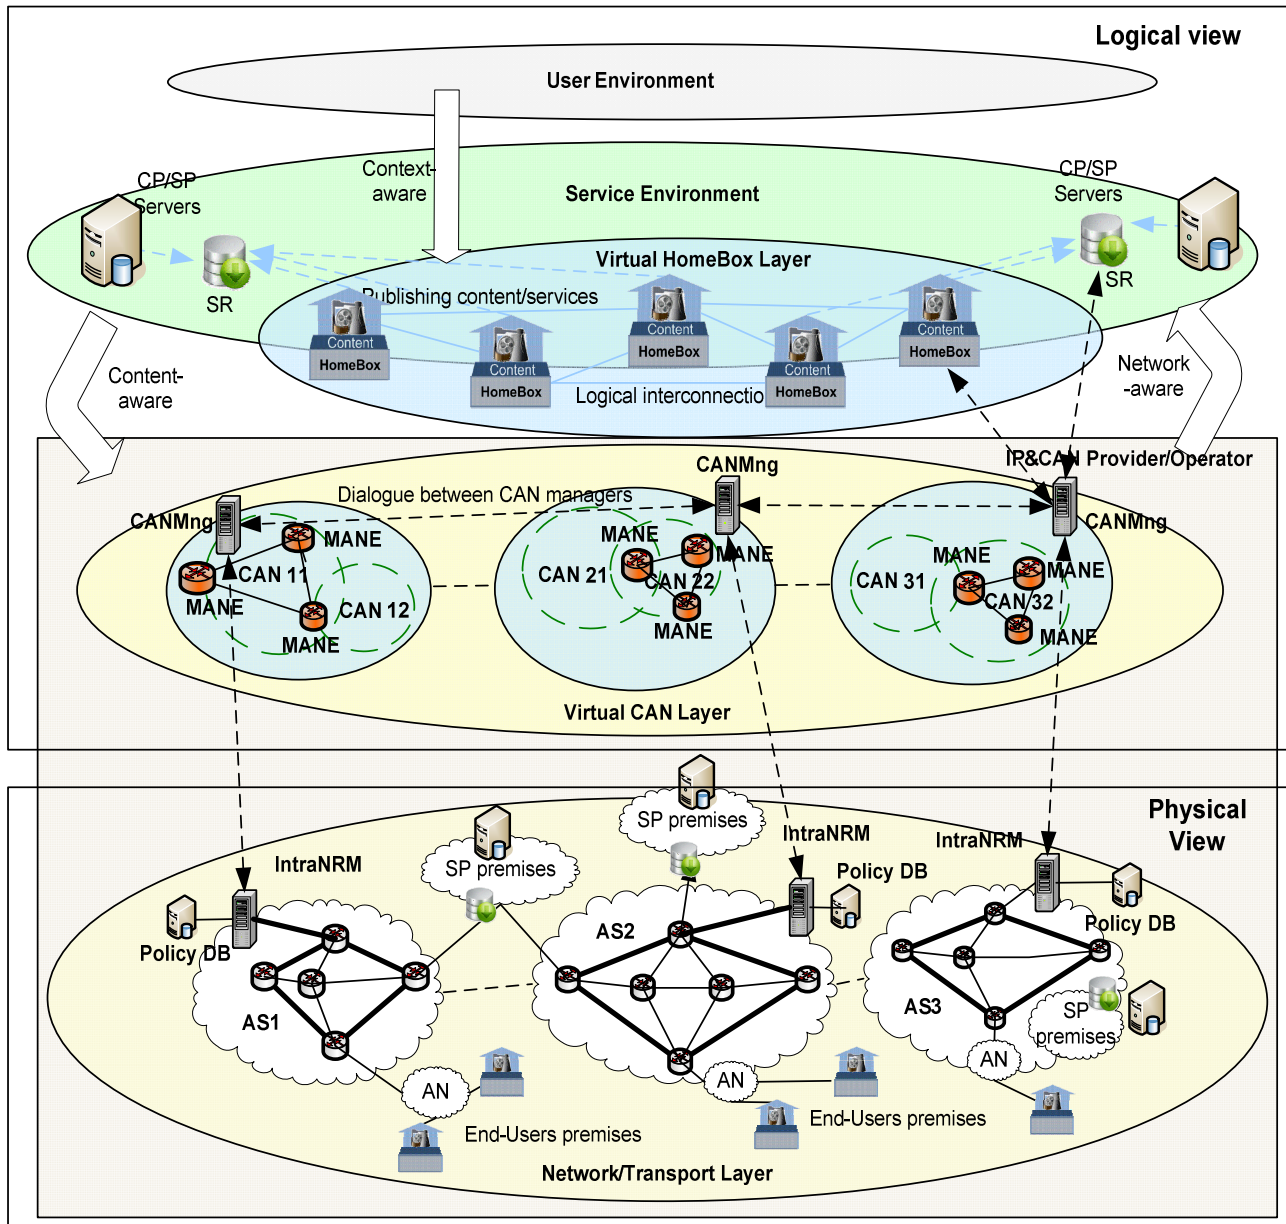 Logical view
User Environment
Context-
aware
CP/SP
Servers
Service Environment
CP/SP
Servers
SR
SR
Virtual HomeBox Layer
Publishing content/services
Content
HomeBox
Content
HomeBox
Content
HomeBox
Content
HomeBox
Content
HomeBox
Logical interconnectio
Content-
aware
Network
-aware
IP&CAN Provider/Operator
CANMng
Dialogue between CAN managers
CANMng
CANMng
MANE
CAN 11
MANE
CAN 12
MANE
MANE
CAN 21
CAN 22
MANE
MANE
CAN 31
MANE
CAN 32
MANE
Virtual CAN Layer
Physical
View
SP premises
SP premises
IntraNRM
IntraNRM
IntraNRM
Policy DB
Policy DB
Policy DB
AS1
AS2
AS3
SP
premises
AN
AN
AN
End-Users premises
End-Users premises
Network/Transport Layer